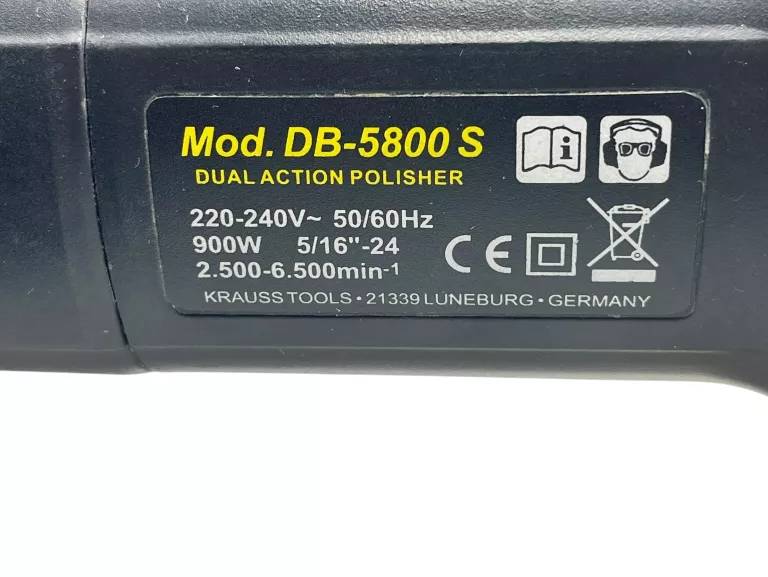 Mod. DB-5800 S
DUAL ACTION POLISHER
220-240V~ 50/60Hz
900W 5/16"-24
2.500-6.500min-1
KRAUSS TOOLS • 21339 LÜNEBURG • GERMANY
i
CE